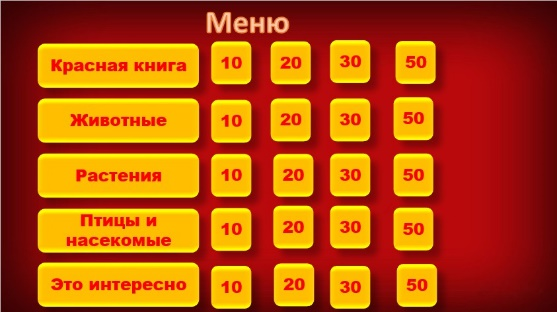 Меню
Красная книга 10 20 30 50
Животные 10 20 30 50
Растения 10 20 30 50
Птицы и
насекомые 10 20 30 50
Это интересно 10 20 30 50